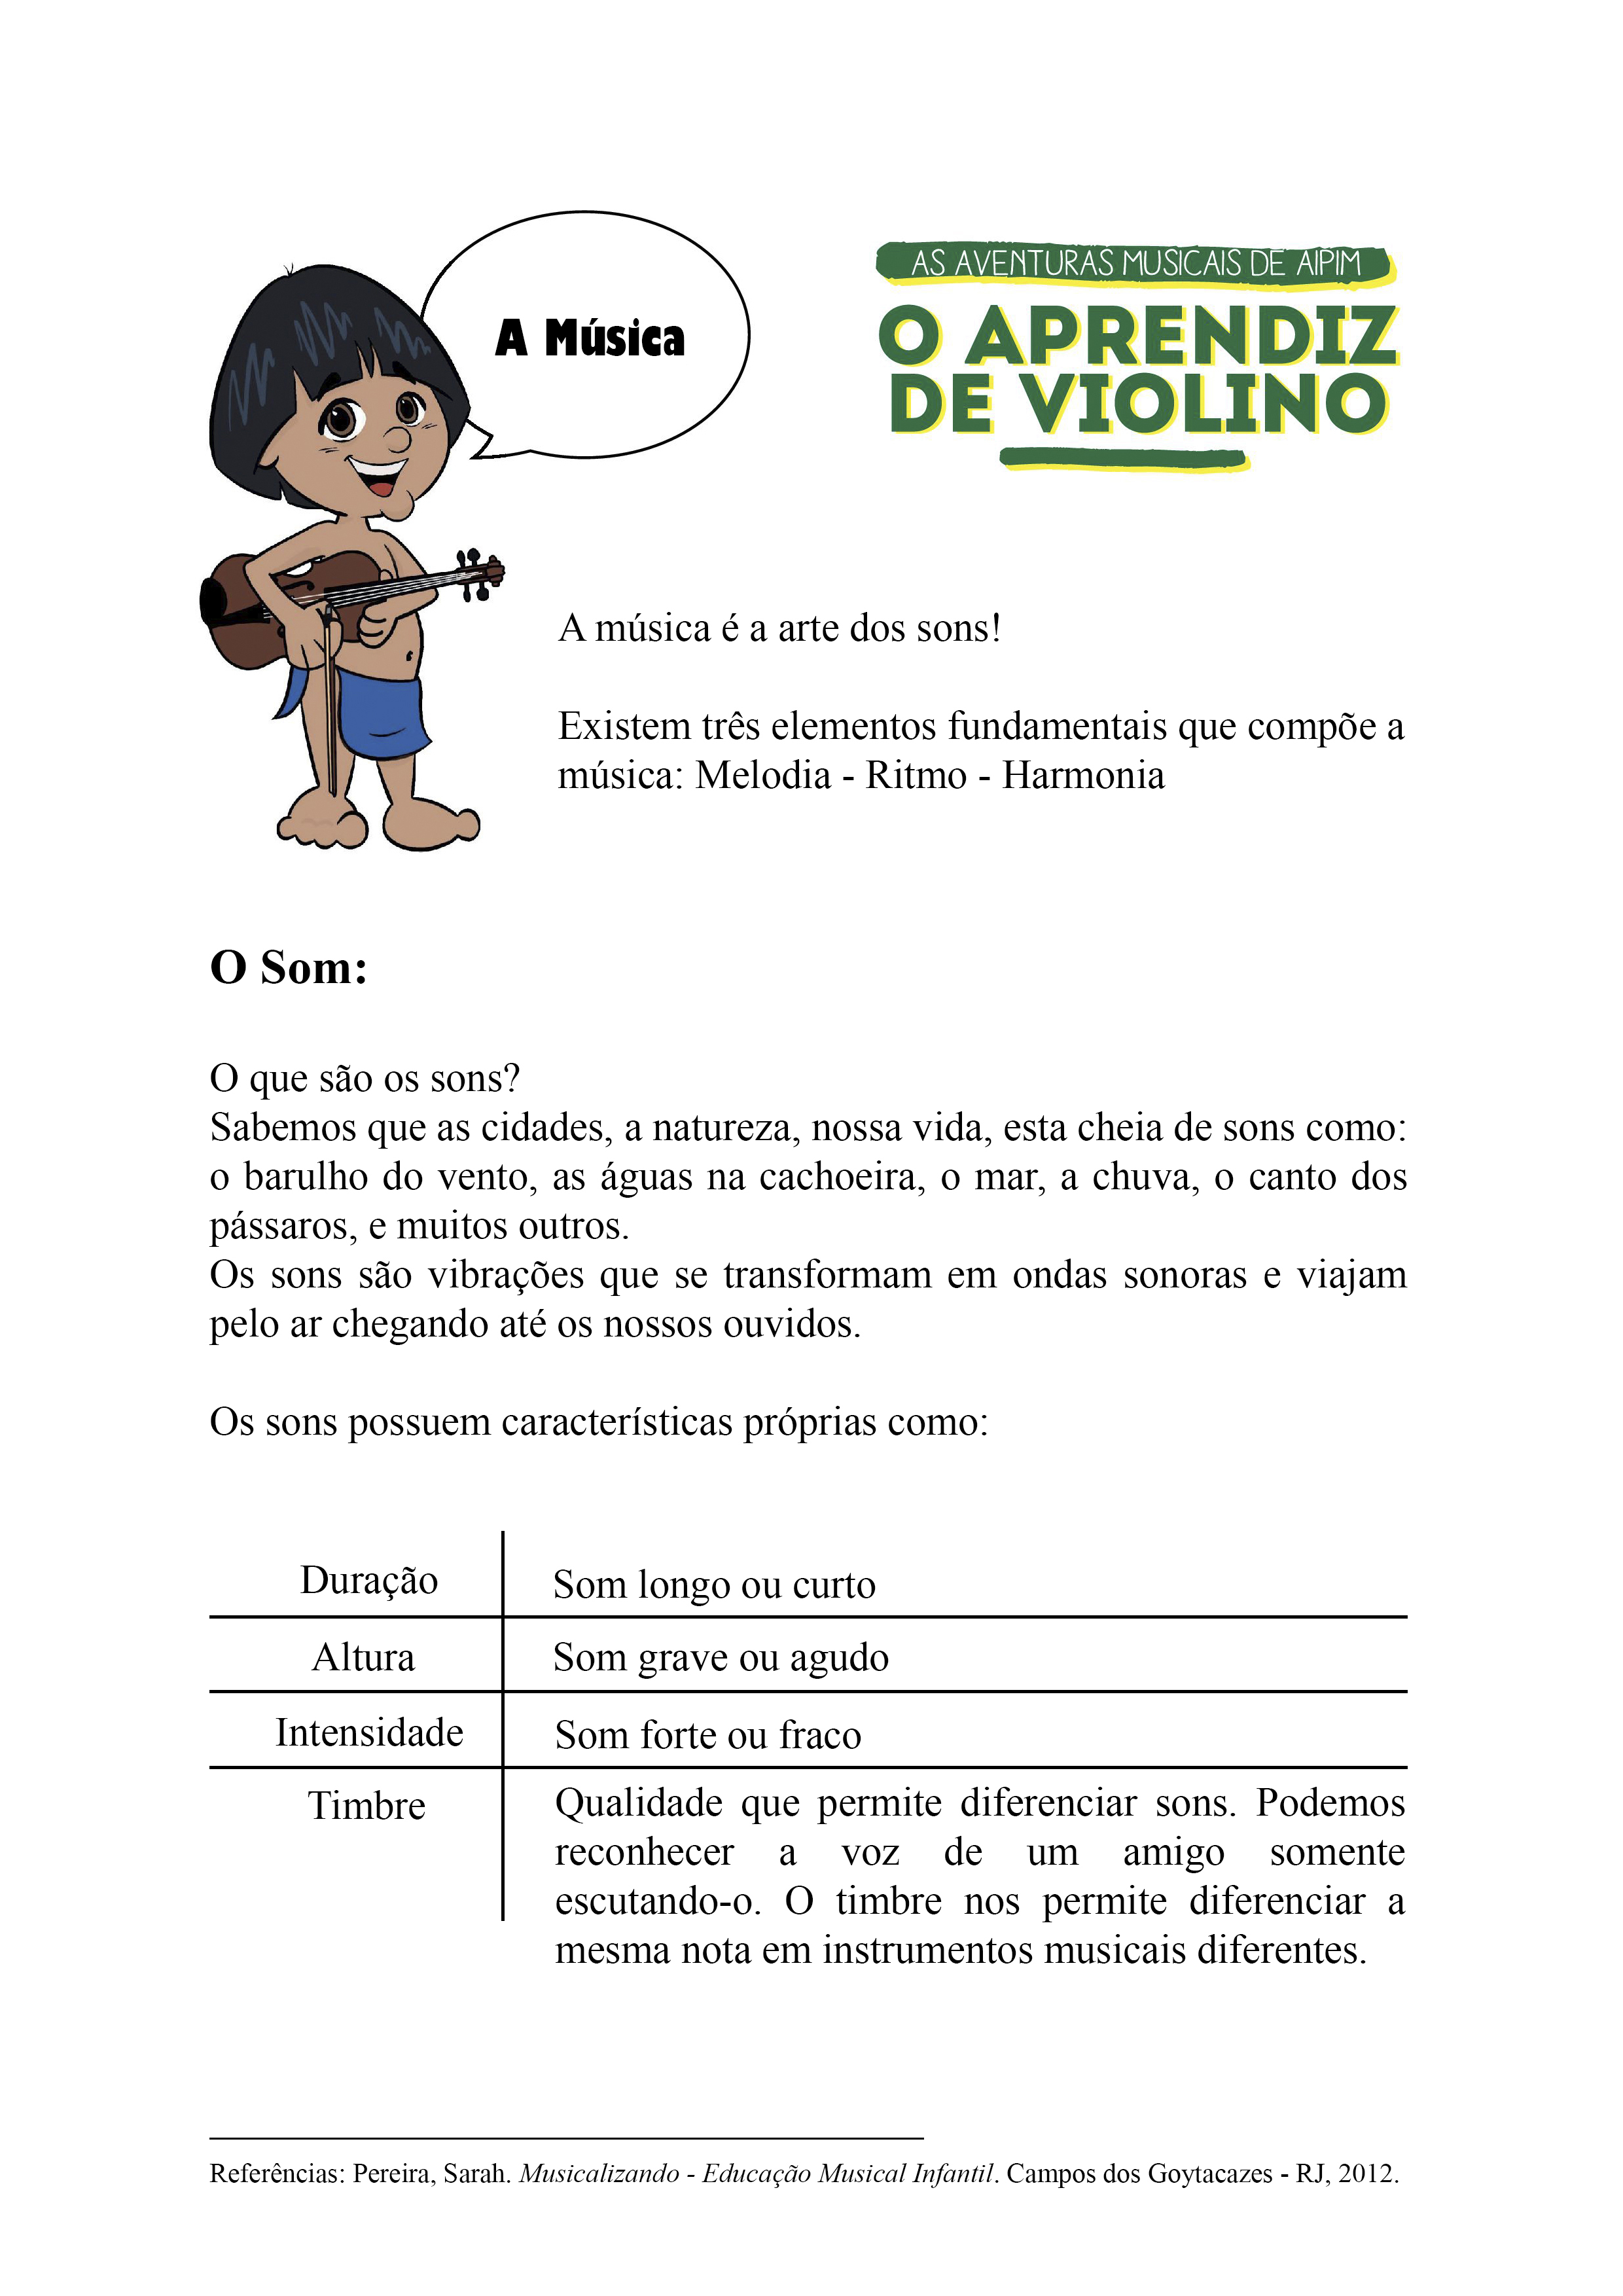 A Música
AS AVENTURAS MUSICAIS DE AIPIM
O APRENDIZ
DE VIOLINO
A música é a arte dos sons!
Existem três elementos fundamentais que compõe a
música: Melodia - Ritmo - Harmonia
O Som:
O que são os sons?
Sabemos que as cidades, a natureza, nossa vida, esta cheia de sons como:
o barulho do vento, as águas na cachoeira, o mar, a chuva, o canto dos
pássaros, e muitos outros.
Os sons são vibrações que se transformam em ondas sonoras e viajam
pelo ar chegando até os nossos ouvidos.
Os sons possuem características próprias como:
Duração
Som longo ou curto
Altura
Som grave ou agudo
Intensidade
Som forte ou fraco
Timbre
Qualidade que permite diferenciar sons. Podemos
reconhecer a voz de um amigo somente
escutando-o. O timbre nos permite diferenciar a
mesma nota em instrumentos musicais diferentes.
Referências: Pereira, Sarah. Musicalizando - Educação Musical Infantil. Campos dos Goytacazes - RJ, 2012.